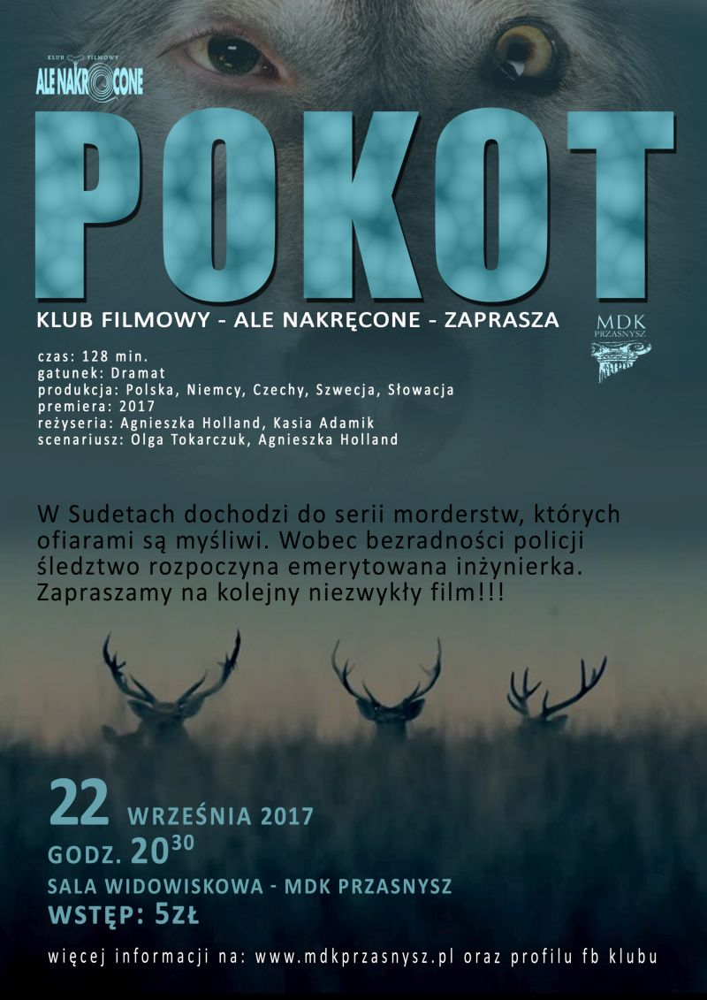 KLUB FILMOWY
ALE NAKRĘCONE
POKOT
KLUB FILMOWY - ALE NAKRĘCONE - ZAPRASZA
MDK
PRZASNYSZ
czas: 128 min.
gatunek: Dramat
produkcja: Polska, Niemcy, Czechy, Szwecja, Słowacja
premiera: 2017
reżyseria: Agnieszka Holland, Kasia Adamik
scenariusz: Olga Tokarczuk, Agnieszka Holland
W Sudetach dochodzi do serii morderstw, których
ofiarami są myśliwi. Wobec bezradności policji
śledztwo rozpoczyna emerytowana inżynierka.
Zapraszamy na kolejny niezwykły film!!!
22 WRZEŚNIA 2017
GODZ. 20³⁰
SALA WIDOWISKOWA - MDK PRZASNYSZ
WSTĘP: 5ZŁ
więcej informacji na: www.mdkprzasnysz.pl oraz profilu fb klubu